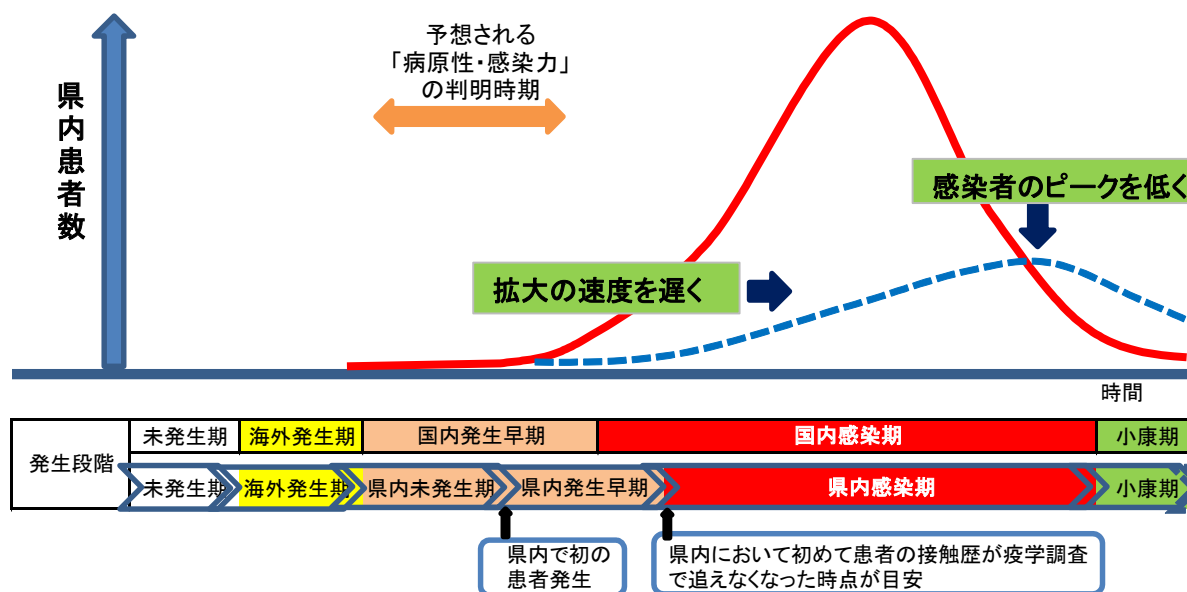 予想される
「病原性・感染力」
の判明時期
県内患者数
感染者のピークを低く
拡大の速度を遅く
時間
発生段階
未発生期
海外発生期
国内発生早期
国内感染期
小康期
未発生期
海外発生期
県内未発生期
県内発生早期
県内感染期
小康期
県内で初の
患者発生
県内において初めて患者の接触歴が疫学調査
で追えなくなった時点が目安